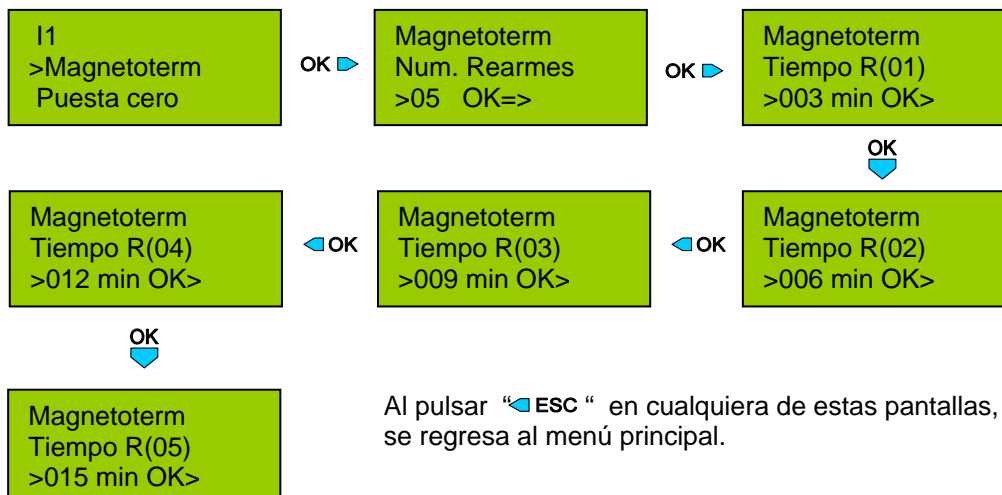 I1
>Magnetoterm
Puesta cero
OK
Magnetoterm
Num. Rearmes
>05 OK=>
OK
Magnetoterm
Tiempo R(01)
>003 min OK>
OK
Magnetoterm
Tiempo R(02)
>006 min OK>
OK
Magnetoterm
Tiempo R(03)
>009 min OK>
OK
Magnetoterm
Tiempo R(04)
>012 min OK>
OK
Magnetoterm
Tiempo R(05)
>015 min OK>
Al pulsar “ ESC “ en cualquiera de estas pantallas,
se regresa al menú principal.